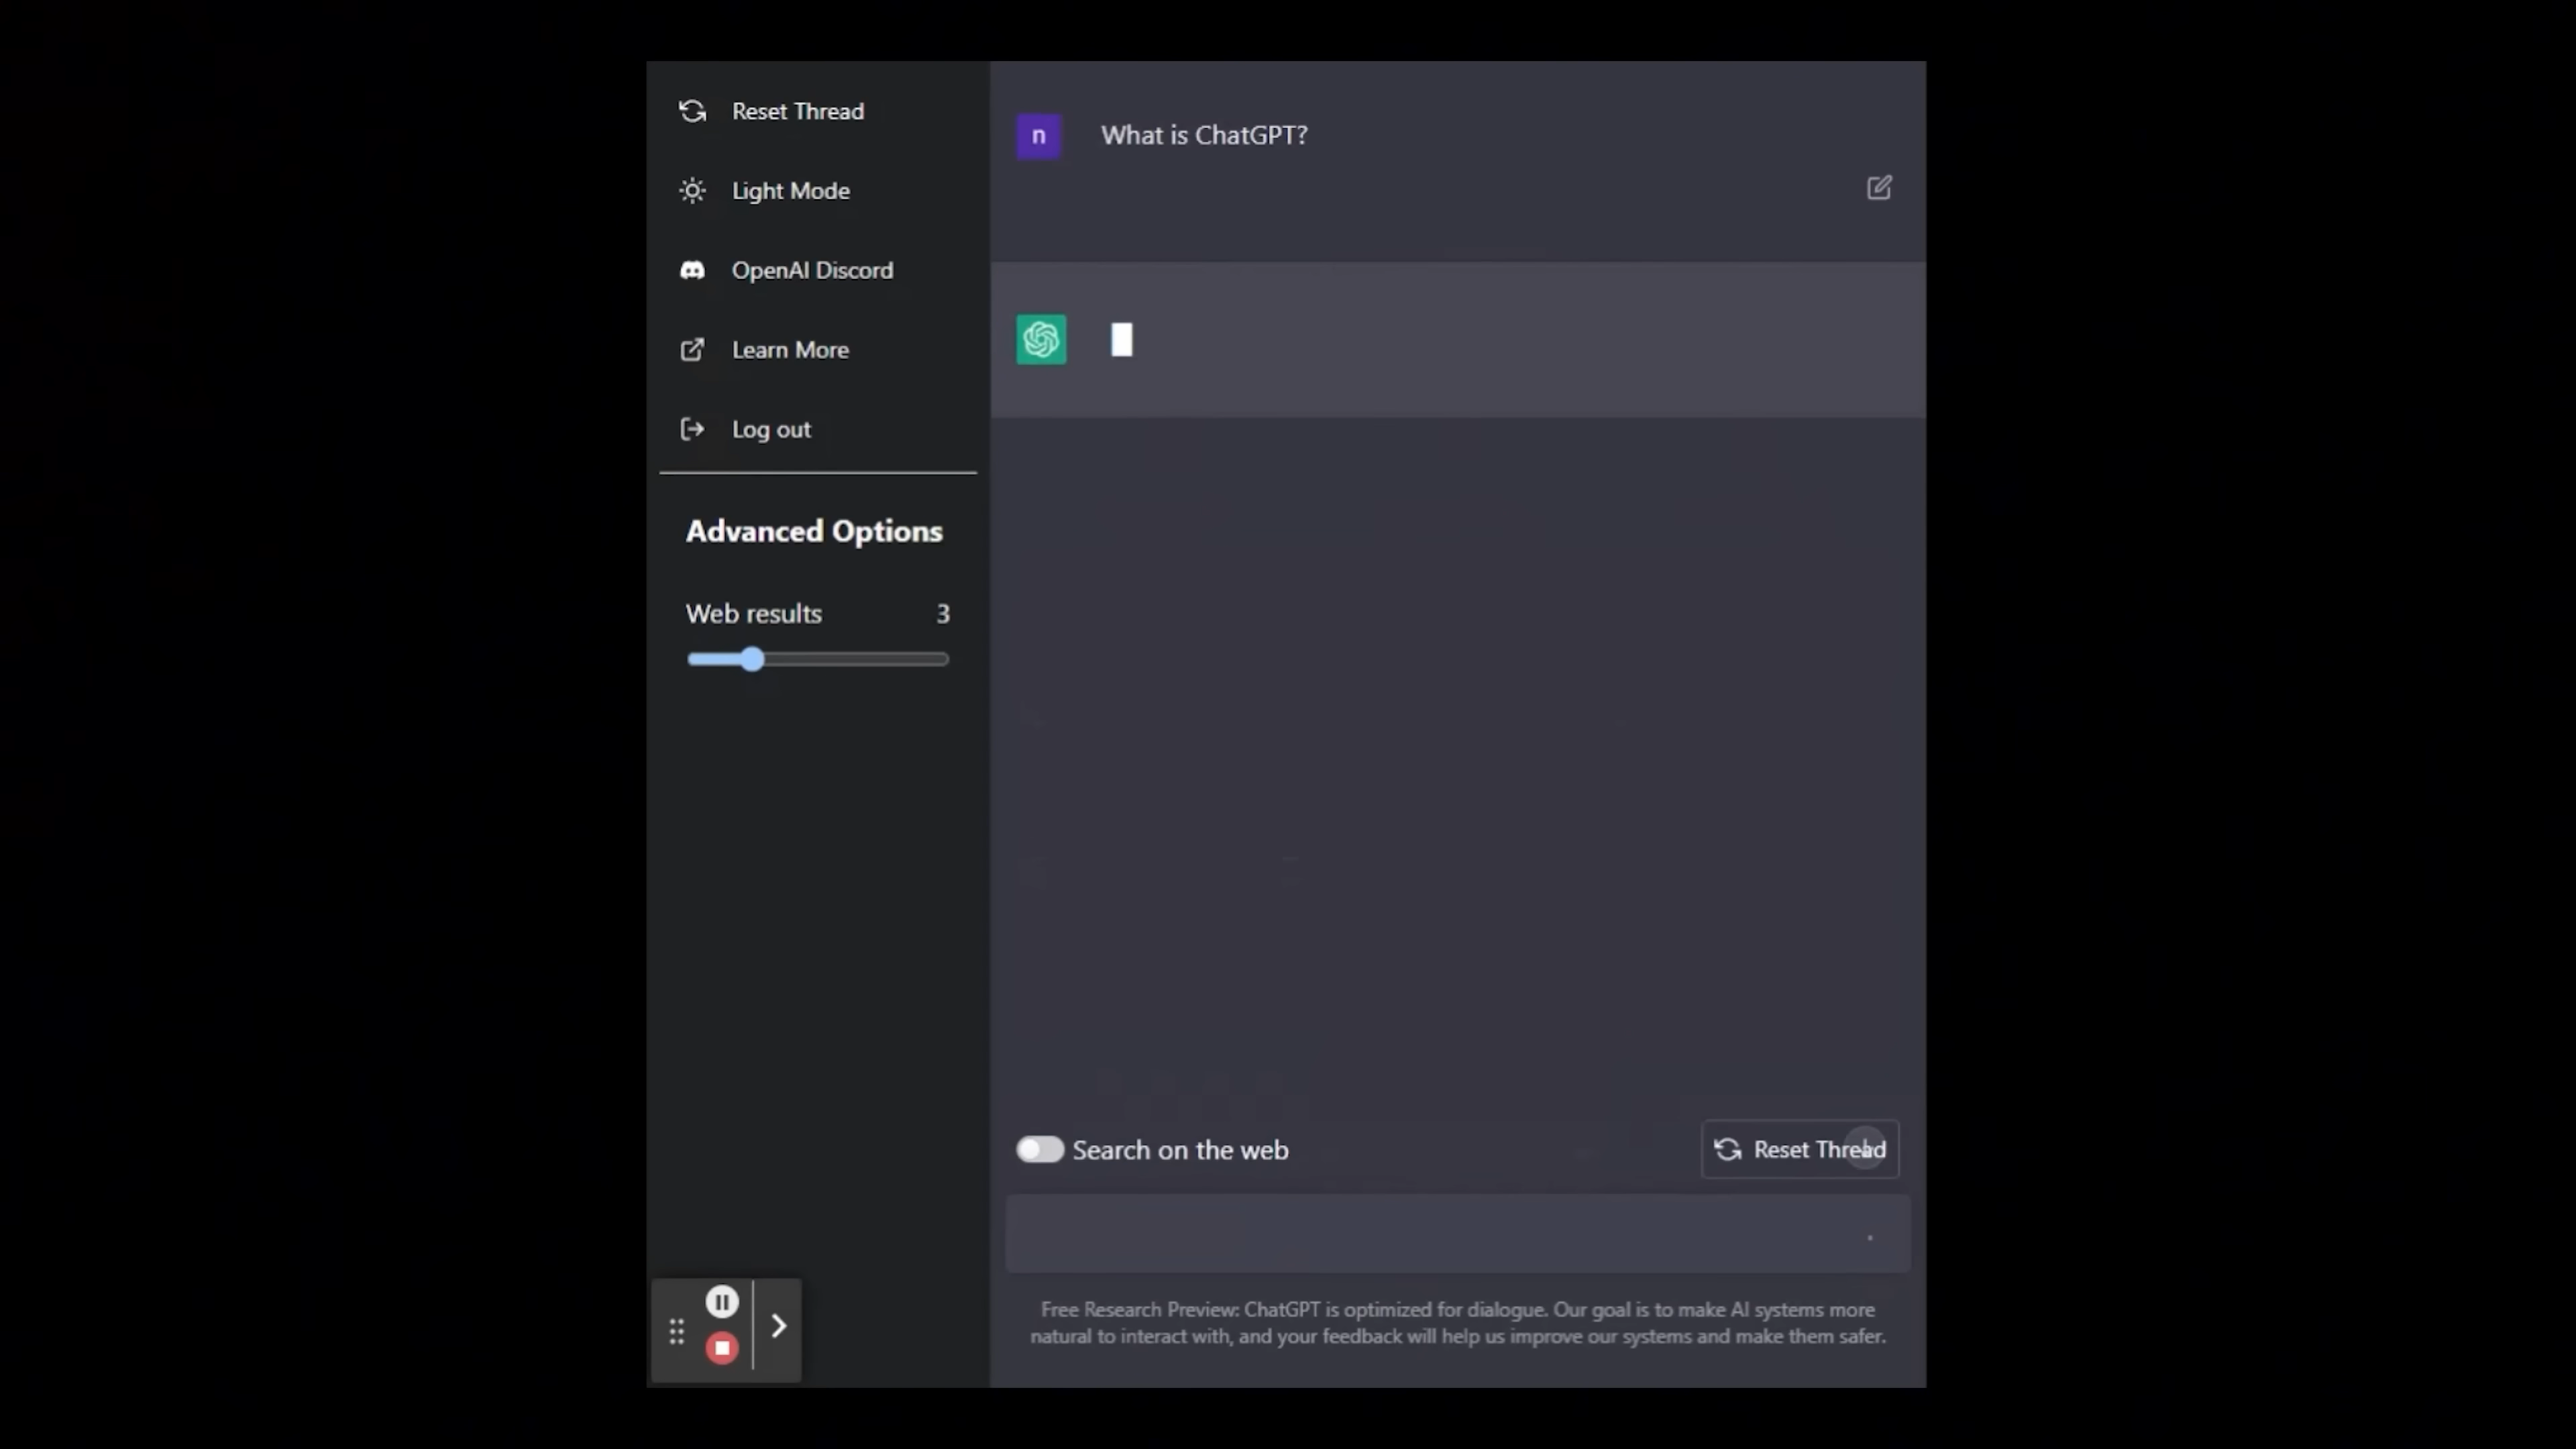 Reset Thread
Light Mode
OpenAI Discord
Learn More
Log out
Advanced Options
Web results 3
n What is ChatGPT?
Search on the web
Reset Thread
Free Research Preview: ChatGPT is optimized for dialogue. Our goal is to make AI systems more
natural to interact with, and your feedback will help us improve our systems and make them safer.